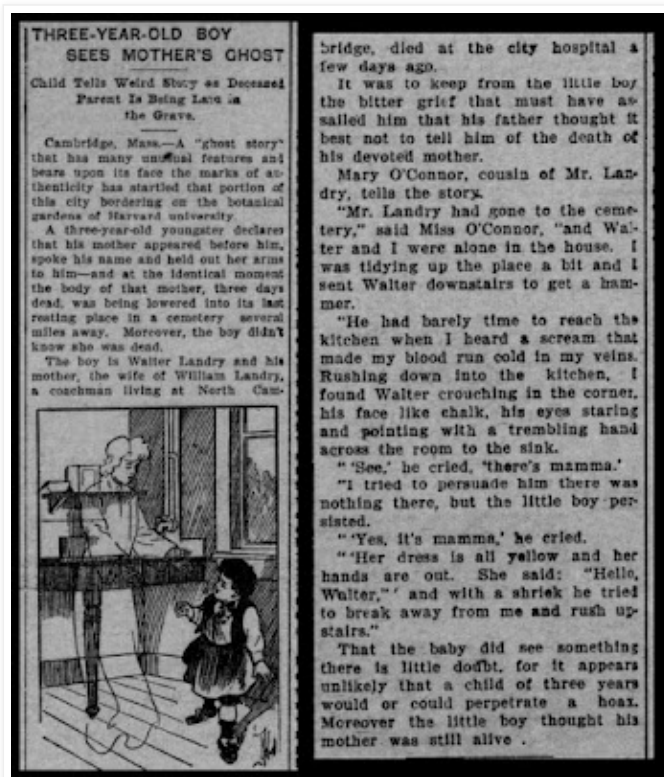 THREE-YEAR-OLD BOY
SEES MOTHER'S GHOST
Child Tells Weird Story as Deceased
Parent Is Being Laid in
the Grave.
Cambridge, Mass.—A "ghost story"
that has many unusual features and
bears upon its face the marks of au-
thenticity has startled that portion of
this city bordering on the botanical
gardens of Harvard university.
A three-year-old youngster declares
that his mother appeared before him,
spoke his name and held out her arms
to him—and at the identical moment
the body of that mother, three days
dead, was being lowered into its last
resting place in a cemetery several
miles away. Moreover, the boy didn't
know she was dead.
The boy is Walter Landry and his
mother, the wife of William Landry,
a coachman living at North Cam-
bridge, died at the city hospital a
few days ago.
It was to keep from the little boy
the bitter grief that must have as-
sailed him that his father thought it
best not to tell him of the death of
his devoted mother.
Mary O'Connor, cousin of Mr. Lan-
dry, tells the story.
"Mr. Landry had gone to the ceme-
tery," said Miss O'Connor, "and Wal-
ter and I were alone in the house. I
was tidying up the place a bit and I
sent Walter downstairs to get a ham-
mer.
"He had barely time to reach the
kitchen when I heard a scream that
made my blood run cold in my veins.
Rushing down into the kitchen, I
found Walter crouching in the corner,
his face like chalk, his eyes staring
and pointing with a trembling hand
across the room to the sink.
"'See,' he cried, 'there's mamma.'
"I tried to persuade him there was
nothing there, but the little boy per-
sisted.
"'Yes, it's mamma,' he cried.
"'Her dress is all yellow and her
hands are out. She said: "Hello,
Walter,"' and with a shriek he tried
to break away from me and rush up-
stairs."
That the baby did see something
there is little doubt, for it appears
unlikely that a child of three years
would or could perpetrate a hoax.
Moreover the little boy thought his
mother was still alive .